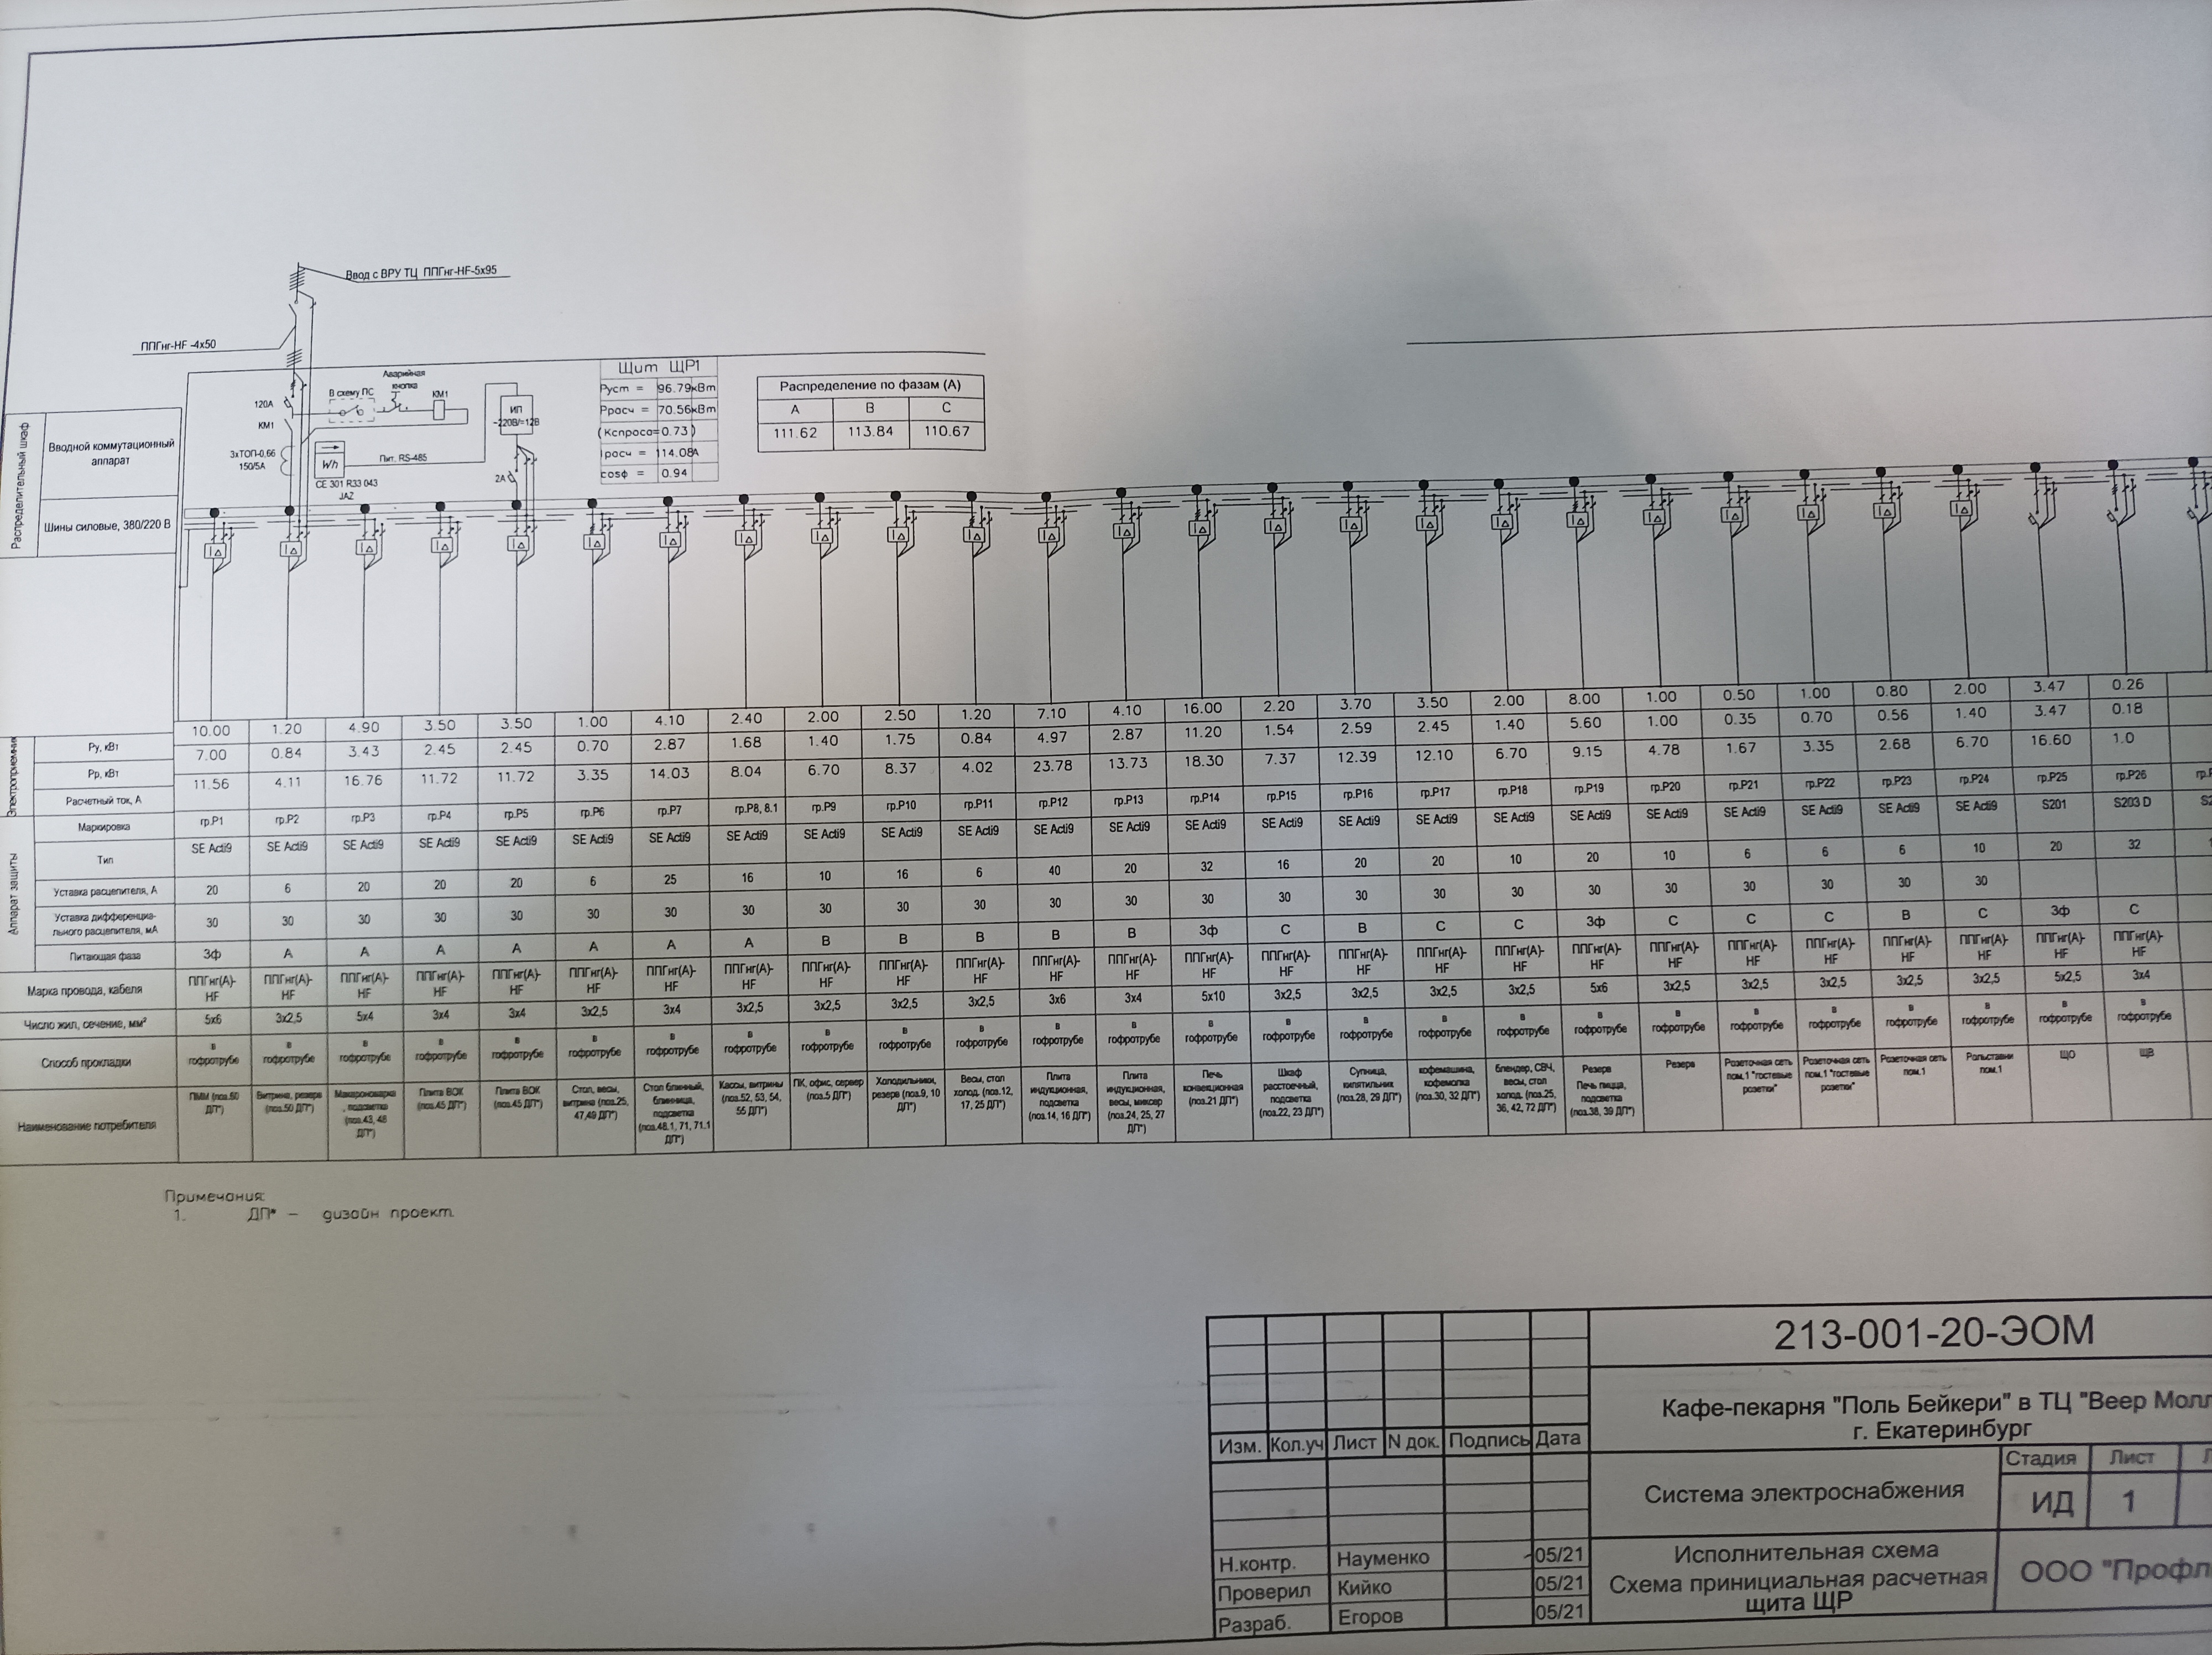 Ввод с ВРУ ТЦ ППГнг-HF-5x95
ППГнг-HF -4x50
Аварийная
кнопка
В схему ПС
КМ1
120А
КМ1
3хТОП-0,66
150/5А
Wh
CE 301 R33 043
JAZ
Пит. RS-485
ИП
~220В/=12В
2А
Щит ЩР1
Руст = 96.79кВт
Ррасч = 70.56кВт
(Кспроса=0.73)
Iрасч = 114.08А
cosф = 0.94
Распределение по фазам (А)
А В С
111.62 113.84 110.67
Распределительный шкаф
Вводной коммутационный
аппарат
Шины силовые, 380/220 В
Электроприемник
Ру, кВт 10.00 1.20 4.90 3.50 3.50 1.00 4.10 2.40 2.00 2.50 1.20 7.10 4.10 16.00 2.20 3.70 3.50 2.00 8.00 1.00 0.50 1.00 0.80 2.00 3.47 0.26
Рр, кВт 7.00 0.84 3.43 2.45 2.45 0.70 2.87 1.68 1.40 1.75 0.84 4.97 2.87 11.20 1.54 2.59 2.45 1.40 5.60 1.00 0.35 0.70 0.56 1.40 3.47 0.18
Расчетный ток, А 11.56 4.11 16.76 11.72 11.72 3.35 14.03 8.04 6.70 8.37 4.02 23.78 13.73 18.30 7.37 12.39 12.10 6.70 9.15 4.78 1.67 3.35 2.68 6.70 16.60 1.0
Аппарат защиты
Маркировка гр.Р1 гр.Р2 гр.Р3 гр.Р4 гр.Р5 гр.Р6 гр.Р7 гр.Р8, 8.1 гр.Р9 гр.Р10 гр.Р11 гр.Р12 гр.Р13 гр.Р14 гр.Р15 гр.Р16 гр.Р17 гр.Р18 гр.Р19 гр.Р20 гр.Р21 гр.Р22 гр.Р23 гр.Р24 гр.Р25 гр.Р26
Тип SE Acti9 SE Acti9 SE Acti9 SE Acti9 SE Acti9 SE Acti9 SE Acti9 SE Acti9 SE Acti9 SE Acti9 SE Acti9 SE Acti9 SE Acti9 SE Acti9 SE Acti9 SE Acti9 SE Acti9 SE Acti9 SE Acti9 SE Acti9 SE Acti9 SE Acti9 SE Acti9 SE Acti9 S201 S203 D
Уставка расцепителя, А 20 6 20 20 20 6 25 16 10 16 6 40 20 32 16 20 20 10 20 10 6 6 6 10 20 32
Уставка дифференциа-
льного расцепителя, мА 30 30 30 30 30 30 30 30 30 30 30 30 30 30 30 30 30 30 30 30 30 30 30 30
Питающая фаза 3ф А А А А А А А В В В В В 3ф С В С С 3ф С С С В С 3ф С
Марка провода, кабеля ППГнг(А)- ППГнг(А)- ППГнг(А)- ППГнг(А)- ППГнг(А)- ППГнг(А)- ППГнг(А)- ППГнг(А)- ППГнг(А)- ППГнг(А)- ППГнг(А)- ППГнг(А)- ППГнг(А)- ППГнг(А)- ППГнг(А)- ППГнг(А)- ППГнг(А)- ППГнг(А)- ППГнг(А)- ППГнг(А)- ППГнг(А)- ППГнг(А)- ППГнг(А)- ППГнг(А)- ППГнг(А)- ППГнг(А)-
HF HF HF HF HF HF HF HF HF HF HF HF HF HF HF HF HF HF HF HF HF HF HF HF HF HF
Число жил, сечение, мм² 5x6 3x2,5 5x4 3x4 3x4 3x2,5 3x4 3x2,5 3x2,5 3x2,5 3x2,5 3x6 3x4 5x10 3x2,5 3x2,5 3x2,5 3x2,5 5x6 3x2,5 3x2,5 3x2,5 3x2,5 3x2,5 5x2,5 3x4
Способ прокладки в в в в в в в в в в в в в в в в в в в в в в в в в в
гофротрубе гофротрубе гофротрубе гофротрубе гофротрубе гофротрубе гофротрубе гофротрубе гофротрубе гофротрубе гофротрубе гофротрубе гофротрубе гофротрубе гофротрубе гофротрубе гофротрубе гофротрубе гофротрубе гофротрубе гофротрубе гофротрубе гофротрубе гофротрубе гофротрубе гофротрубе
Наименование потребителя
ПММ (поз.60
ДП*)
Витрина, резерв
(поз.50 ДП*)
Макароноварка
, подсветка
(поз.43, 48
ДП*)
Плита ВОК
(поз.45 ДП*)
Плита ВОК
(поз.45 ДП*)
Стол, весы,
витрина (поз.25,
47,49 ДП*)
Стол блинный,
блинница,
подсветка
(поз.48.1, 71, 71.1
ДП*)
Кассы, витрины
(поз.52, 53, 54,
55 ДП*)
ПК, офис, сервер
(поз.5 ДП*)
Холодильники,
резерв (поз.9, 10
ДП*)
Весы, стол
холод. (поз.12,
17, 25 ДП*)
Плита
индукционная,
подсветка
(поз.14, 16 ДП*)
Плита
индукционная,
весы, миксер
(поз.24, 25, 27
ДП*)
Печь
конвекционная
(поз.21 ДП*)
Шкаф
расстоечный,
подсветка
(поз.22, 23 ДП*)
Супница,
кипятильник
(поз.28, 29 ДП*)
кофемашина,
кофемолка
(поз.30, 32 ДП*)
блендер, СВЧ,
весы, стол
холод. (поз.25,
36, 42, 72 ДП*)
Резерв
Печь пицца,
подсветка
(поз.38, 39 ДП*)
Резерв
Розеточная сеть
пом.1 "гостевые
розетки"
Розеточная сеть
пом.1 "гостевые
розетки"
Розеточная сеть
пом.1
Рольставни
пом.1
ЩО
ЩВ
Примечания:
1. ДП* – дизайн проект.
213-001-20-ЭОМ
Кафе-пекарня "Поль Бейкери" в ТЦ "Веер Молл
г. Екатеринбург
Изм. Кол.уч Лист N док. Подпись Дата
Система электроснабжения
Стадия Лист
ИД 1
Н.контр. Науменко 05/21
Проверил Кийко 05/21
Разраб. Егоров 05/21
Исполнительная схема
Схема приницициальная расчетная
щита ЩР
ООО "Профл